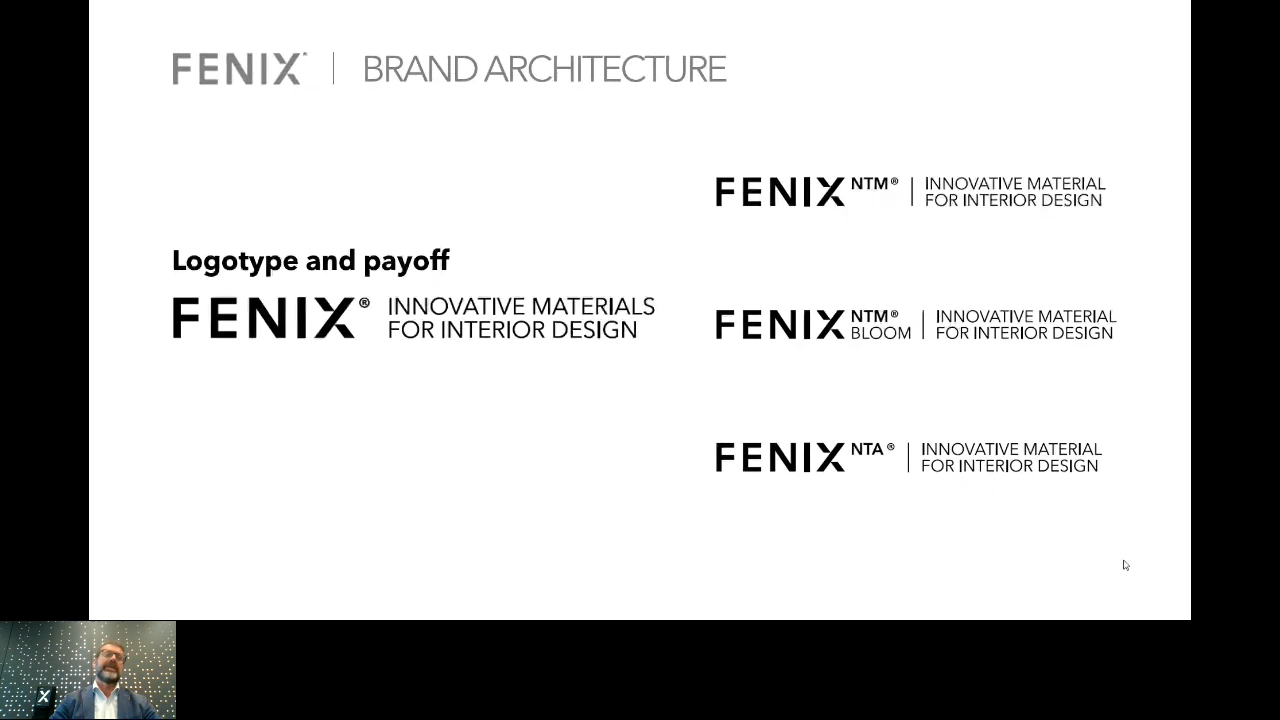 FENIX® | BRAND ARCHITECTURE
Logotype and payoff
FENIX® INNOVATIVE MATERIALS
FOR INTERIOR DESIGN
FENIX NTM® | INNOVATIVE MATERIAL
FOR INTERIOR DESIGN
FENIX NTM® | INNOVATIVE MATERIAL
BLOOM FOR INTERIOR DESIGN
FENIX NTA® | INNOVATIVE MATERIAL
FOR INTERIOR DESIGN
X